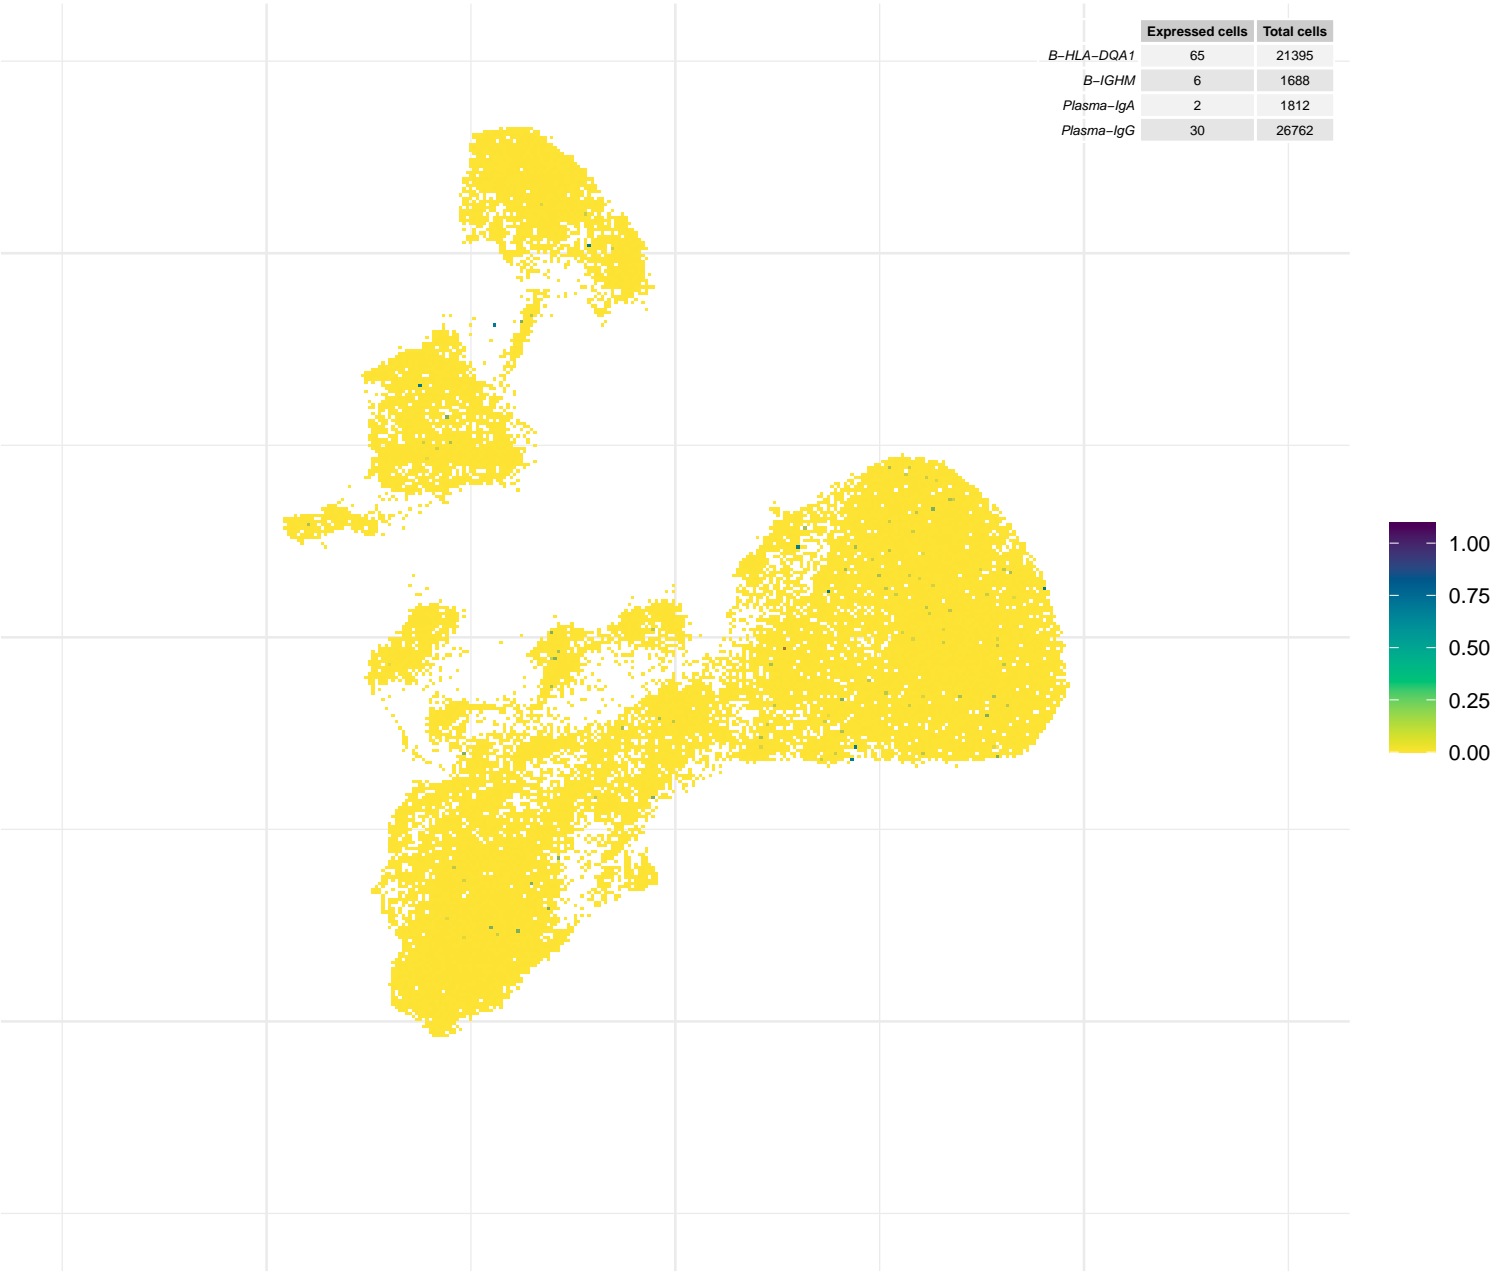 Expressed cells Total cells
B−HLA−DQA1 65 21395
B−IGHM 6 1688
Plasma−IgA 2 1812
Plasma−IgG 30 26762
1.00
0.75
0.50
0.25
0.00